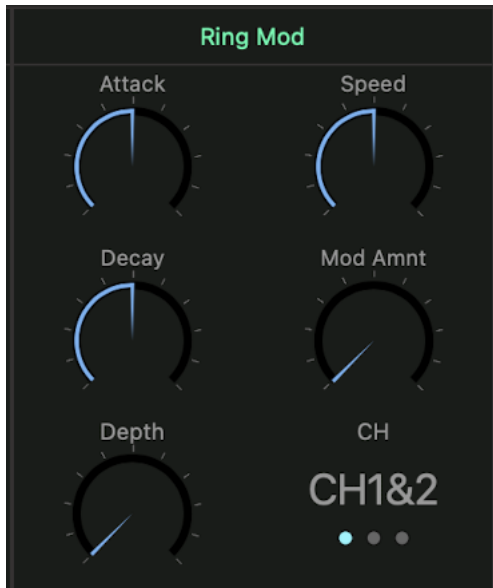 Ring Mod
Attack
Speed
Decay
Mod Amnt
Depth
CH
CH1&2